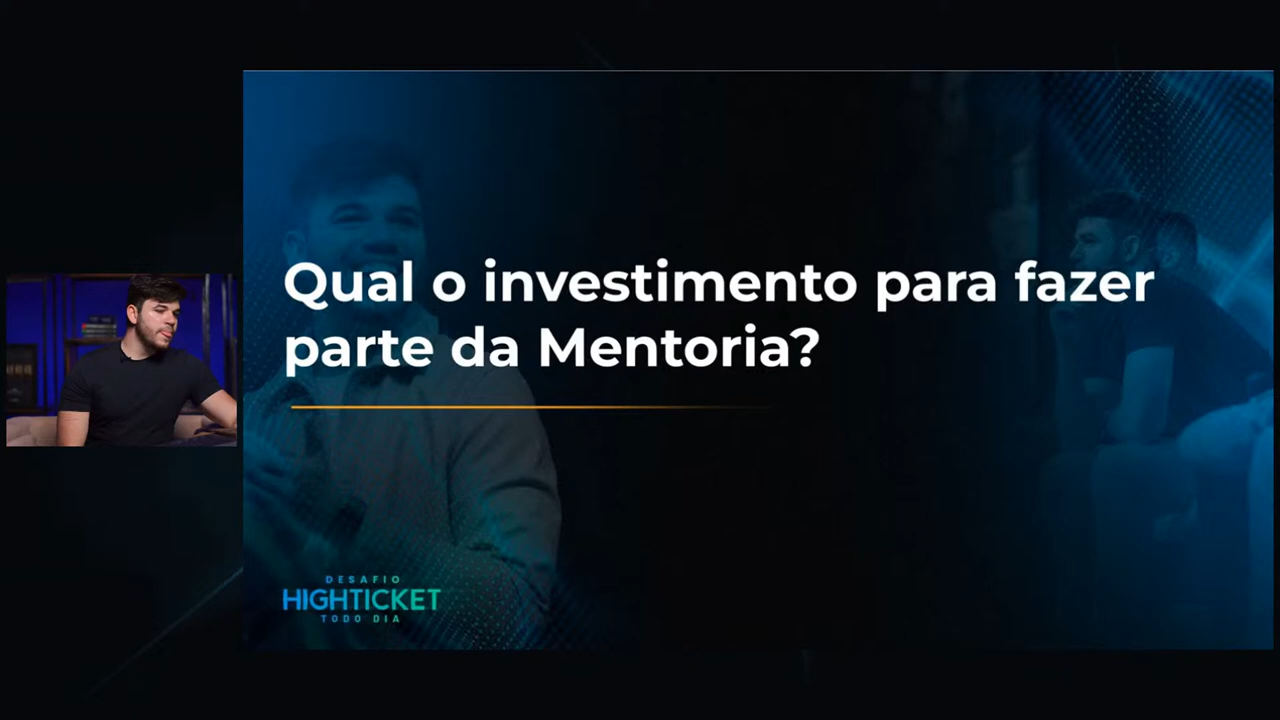 Qual o investimento para fazer
parte da Mentoria?
DESAFIO
HIGHTICKET
TODO DIA